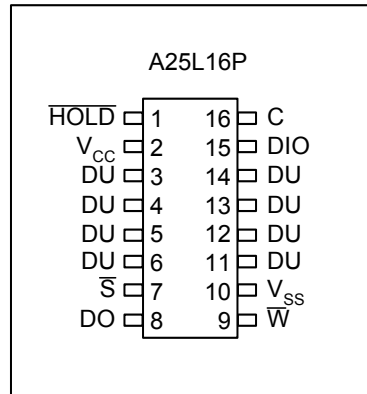 A25L16P
HOLD 1 16 C
VCC 2 15 DIO
DU 3 14 DU
DU 4 13 DU
DU 5 12 DU
DU 6 11 DU
S 7 10 VSS
DO 8 9 W